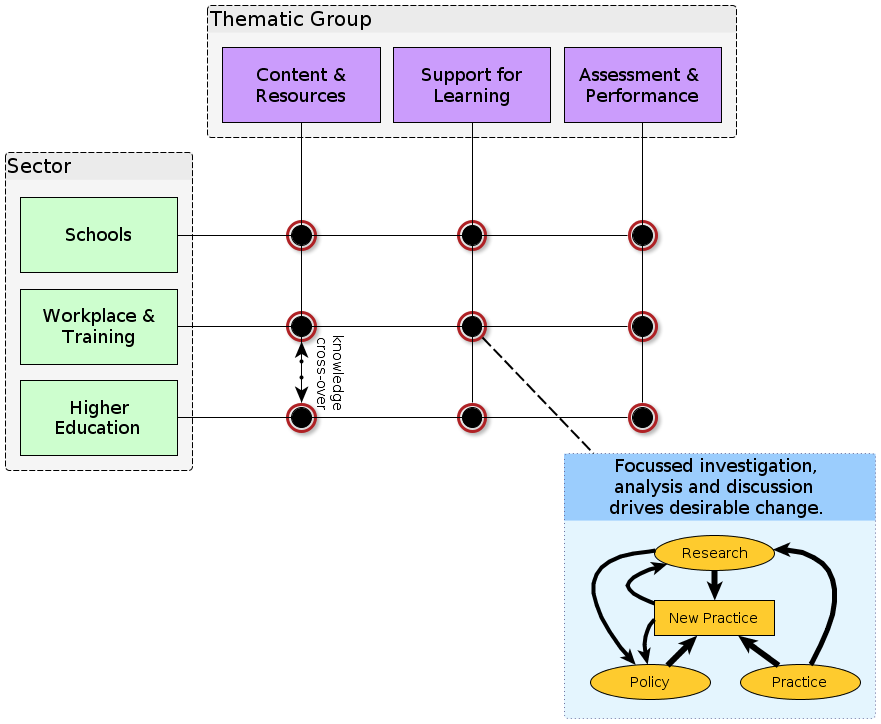 Thematic Group
Content &
Resources
Support for
Learning
Assessment &
Performance
Sector
Schools
Workplace &
Training
Higher
Education
knowledge
cross-over
Focussed investigation,
analysis and discussion
drives desirable change.
Research
New Practice
Policy
Practice